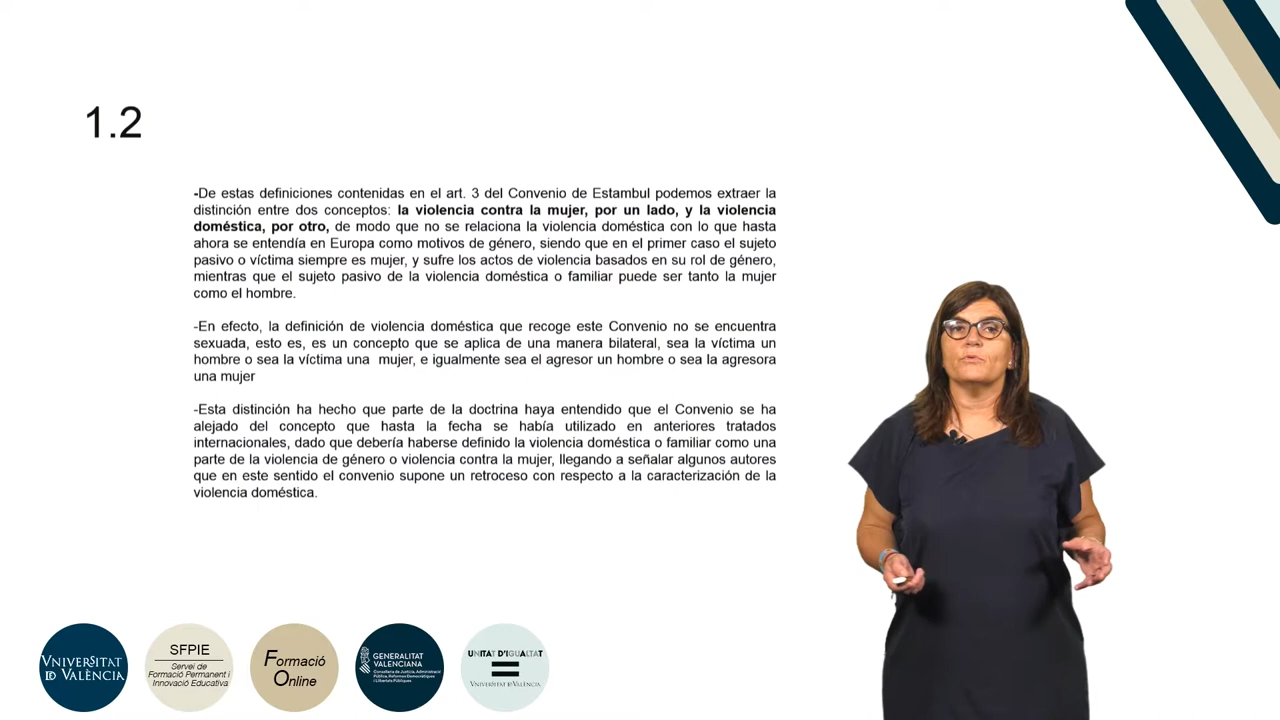 1.2
-De estas definiciones contenidas en el art. 3 del Convenio de Estambul podemos extraer la
distinción entre dos conceptos: la violencia contra la mujer, por un lado, y la violencia
doméstica, por otro, de modo que no se relaciona la violencia doméstica con lo que hasta
ahora se entendía en Europa como motivos de género, siendo que en el primer caso el sujeto
pasivo o víctima siempre es mujer, y sufre los actos de violencia basados en su rol de género,
mientras que el sujeto pasivo de la violencia doméstica o familiar puede ser tanto la mujer
como el hombre.
-En efecto, la definición de violencia doméstica que recoge este Convenio no se encuentra
sexuada, esto es, es un concepto que se aplica de una manera bilateral, sea la víctima un
hombre o sea la víctima una mujer, e igualmente sea el agresor un hombre o sea la agresora
una mujer
-Esta distinción ha hecho que parte de la doctrina haya entendido que el Convenio se ha
alejado del concepto que hasta la fecha se había utilizado en anteriores tratados
internacionales, dado que debería haberse definido la violencia doméstica o familiar como una
parte de la violencia de género o violencia contra la mujer, llegando a señalar algunos autores
que en este sentido el convenio supone un retroceso con respecto a la caracterización de la
violencia doméstica.
VNIVERSITAT
DE VALÈNCIA
SFPIE
Servei de
Formació Permanent i
Innovació Educativa
Formació
Online
GENERALITAT
VALENCIANA
Conselleria de Justícia, Administració
Pública, Reformes Democràtiques
i Llibertats Públiques
UNITAT D'IGUALTAT
VNIVERSITAT DE VALÈNCIA